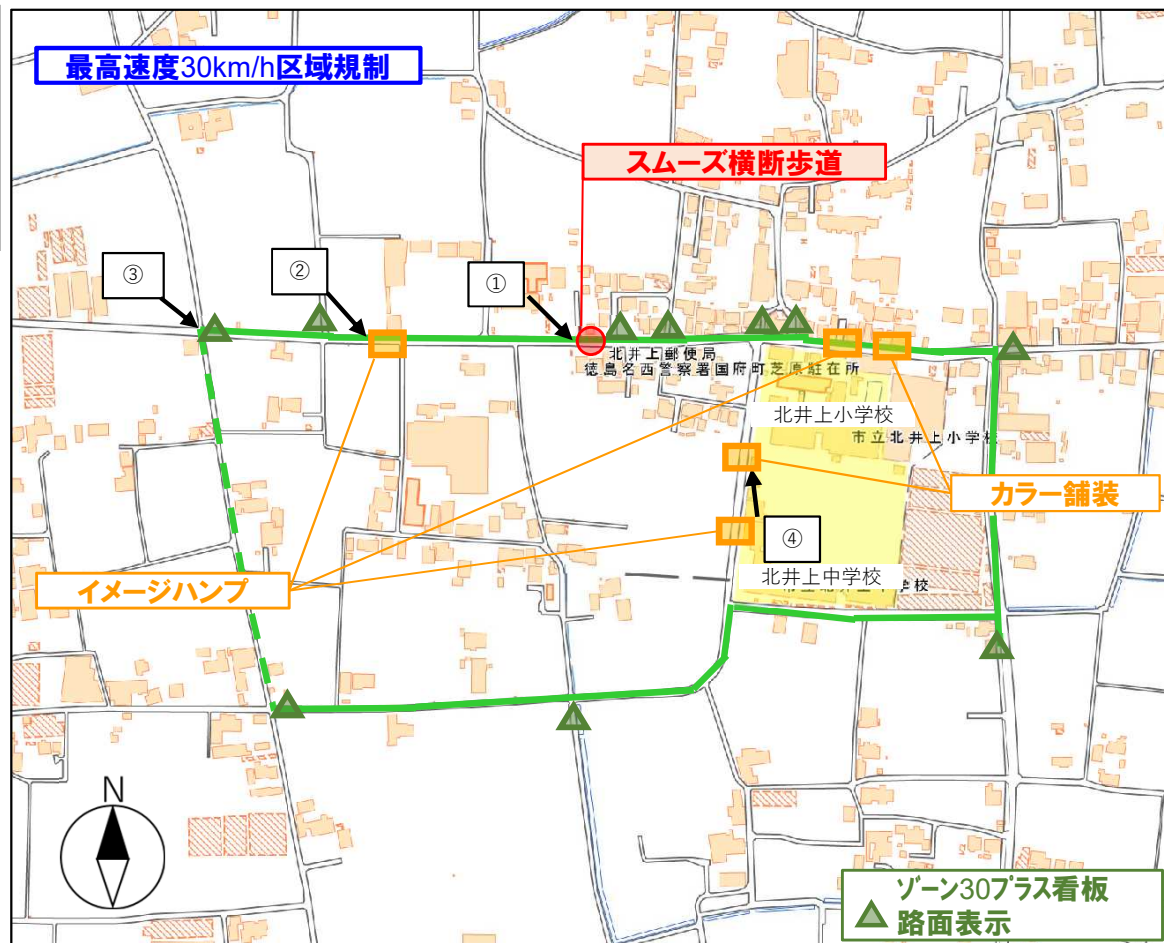 最高速度30km/h区域規制
スムーズ横断歩道
③
②
①
北井上郵便局
徳島名西警察署国府町芝原駐在所
北井上小学校
市立北井上小学校
カラー舗装
④
イメージハンプ
北井上中学校
N
ゾーン30プラス看板
路面表示